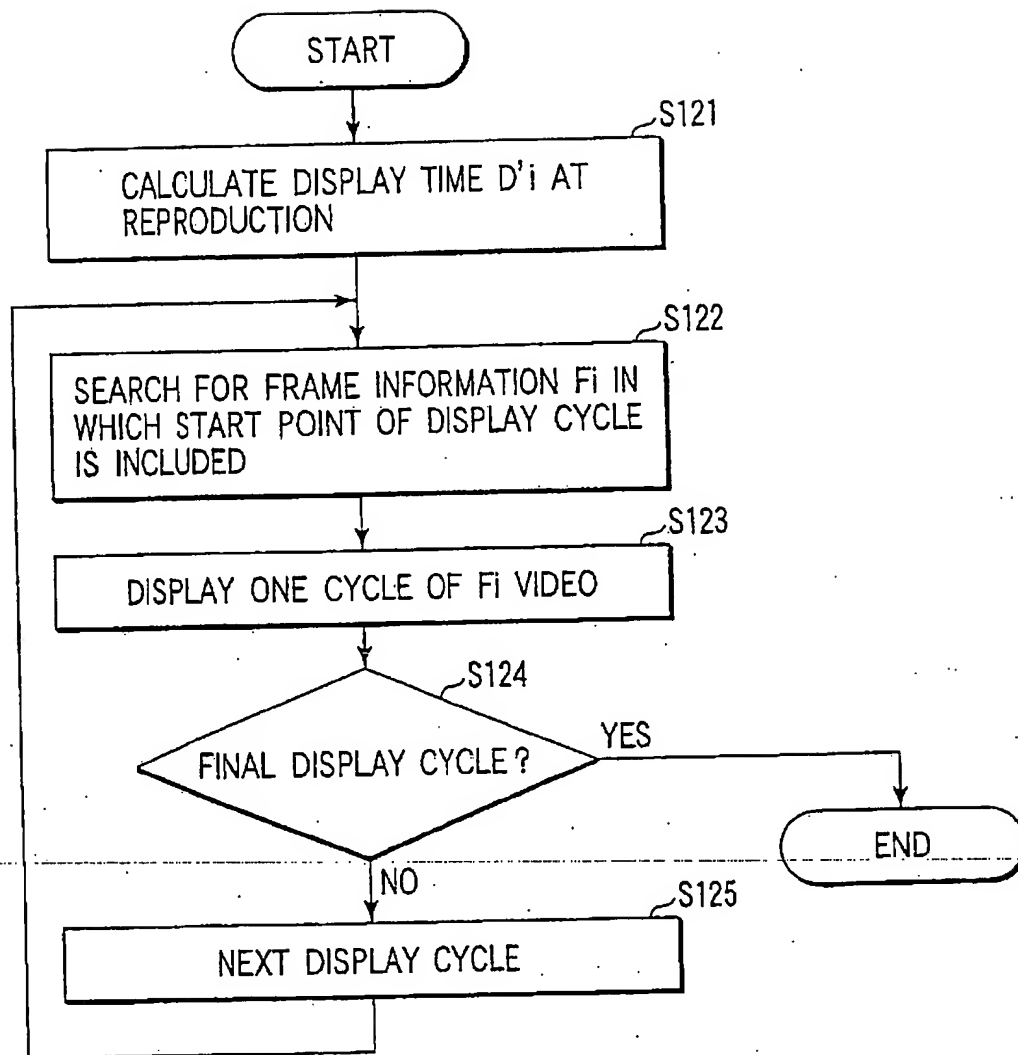 START
S121
CALCULATE DISPLAY TIME D'i AT
REPRODUCTION
S122
SEARCH FOR FRAME INFORMATION Fi IN
WHICH START POINT OF DISPLAY CYCLE
IS INCLUDED
S123
DISPLAY ONE CYCLE OF Fi VIDEO
S124
FINAL DISPLAY CYCLE?
YES
END
NO
S125
NEXT DISPLAY CYCLE